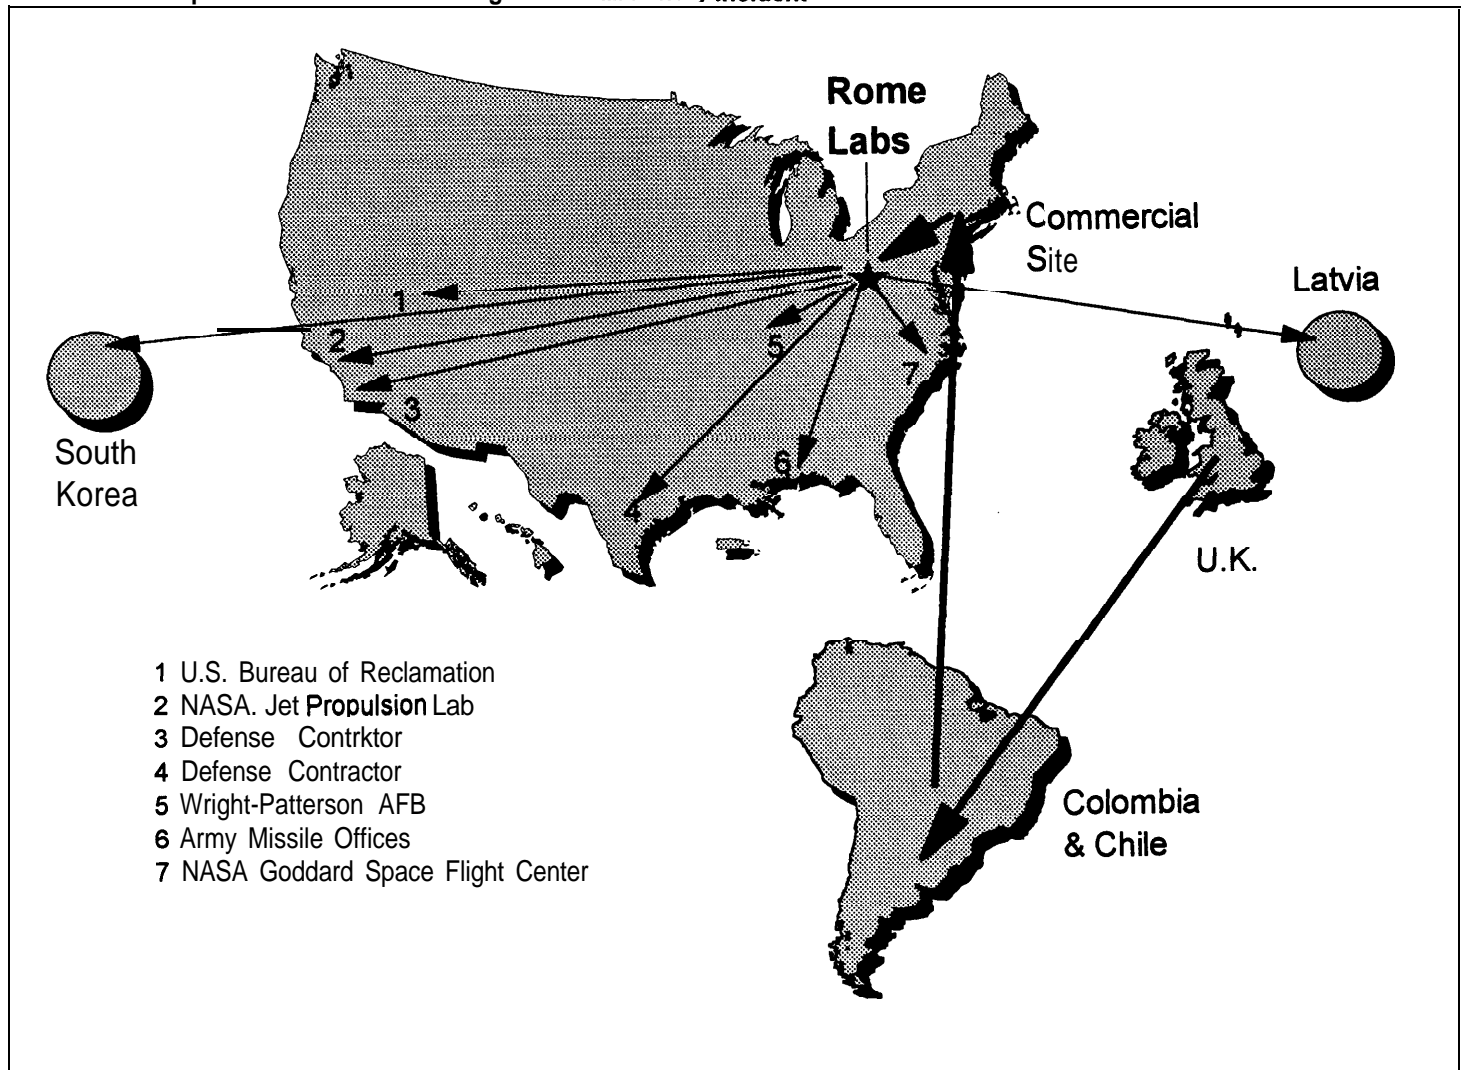 Incident
Rome
Labs
Commercial
Site
Latvia
South
Korea
U.K.
Colombia
& Chile
1
2
3
4
5
6
7
1 U.S. Bureau of Reclamation
2 NASA. Jet Propulsion Lab
3 Defense Contrktor
4 Defense Contractor
5 Wright-Patterson AFB
6 Army Missile Offices
7 NASA Goddard Space Flight Center